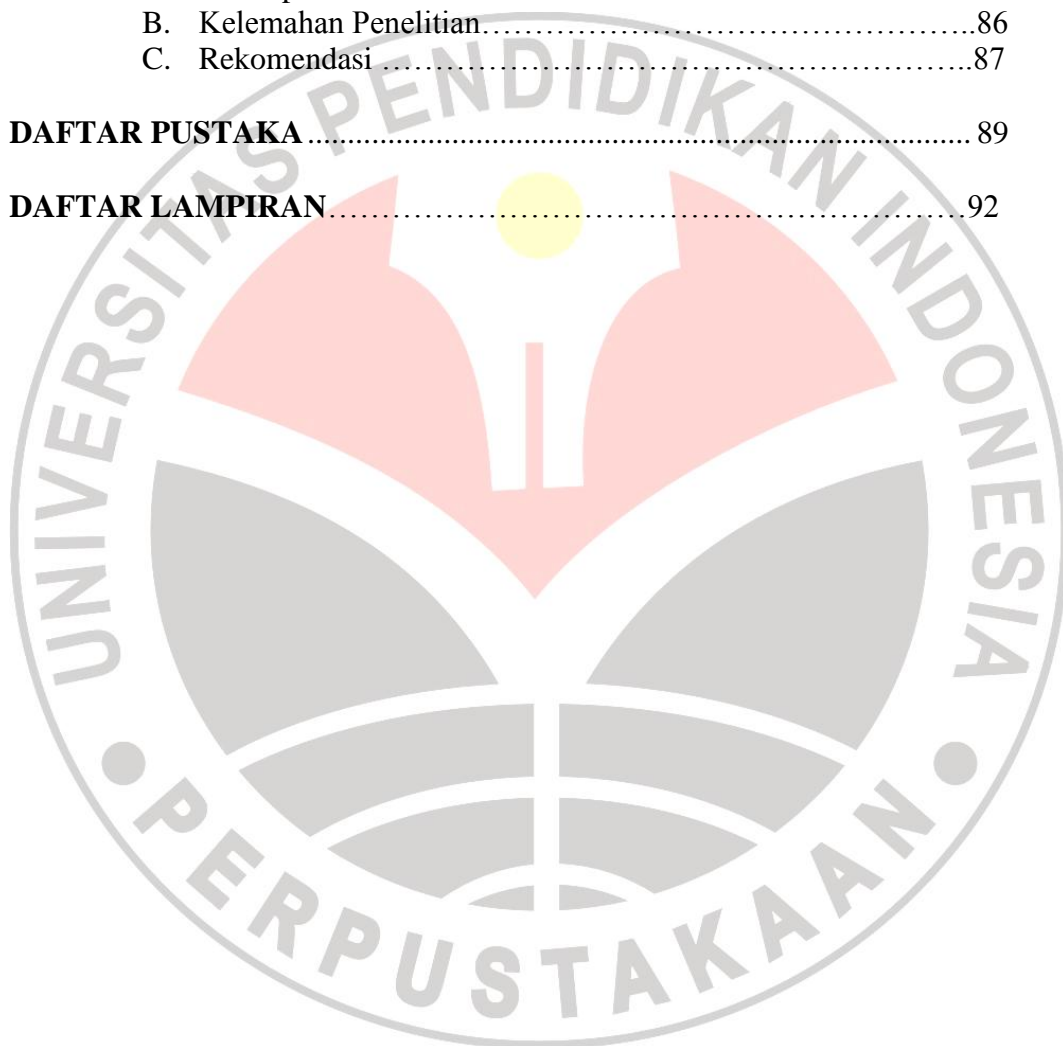 B. Kelemahan Penelitian……………………………………………..86
C. Rekomendasi …………………………………………………..87
DAFTAR PUSTAKA ................................................................................. 89
DAFTAR LAMPIRAN……………………………………………………92
UNIVERSITAS PENDIDIKAN INDONESIA
PERPUSTAKAAN